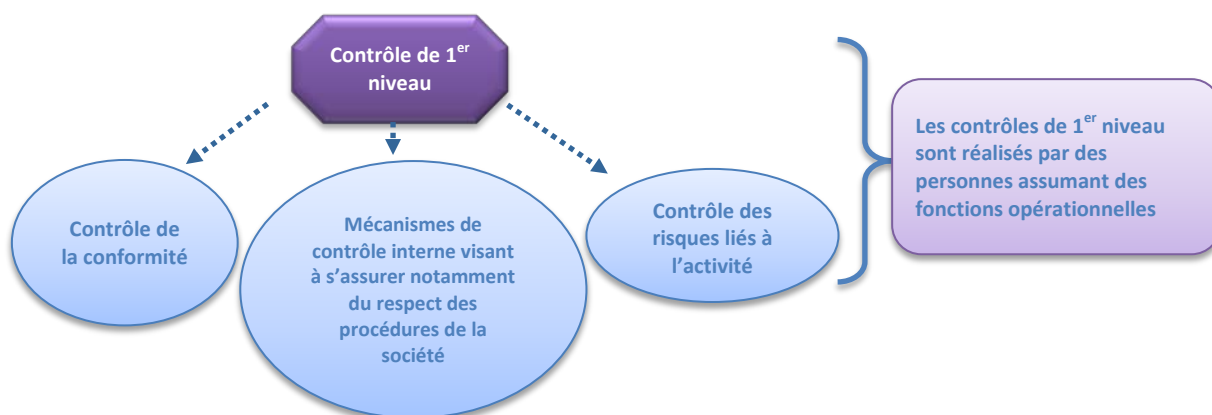 Contrôle de 1er
niveau
Contrôle de
la conformité
Mécanismes de
contrôle interne visant
à s’assurer notamment
du respect des
procédures de la
société
Contrôle des
risques liés à
l’activité
Les contrôles de 1er niveau
sont réalisés par des
personnes assumant des
fonctions opérationnelles